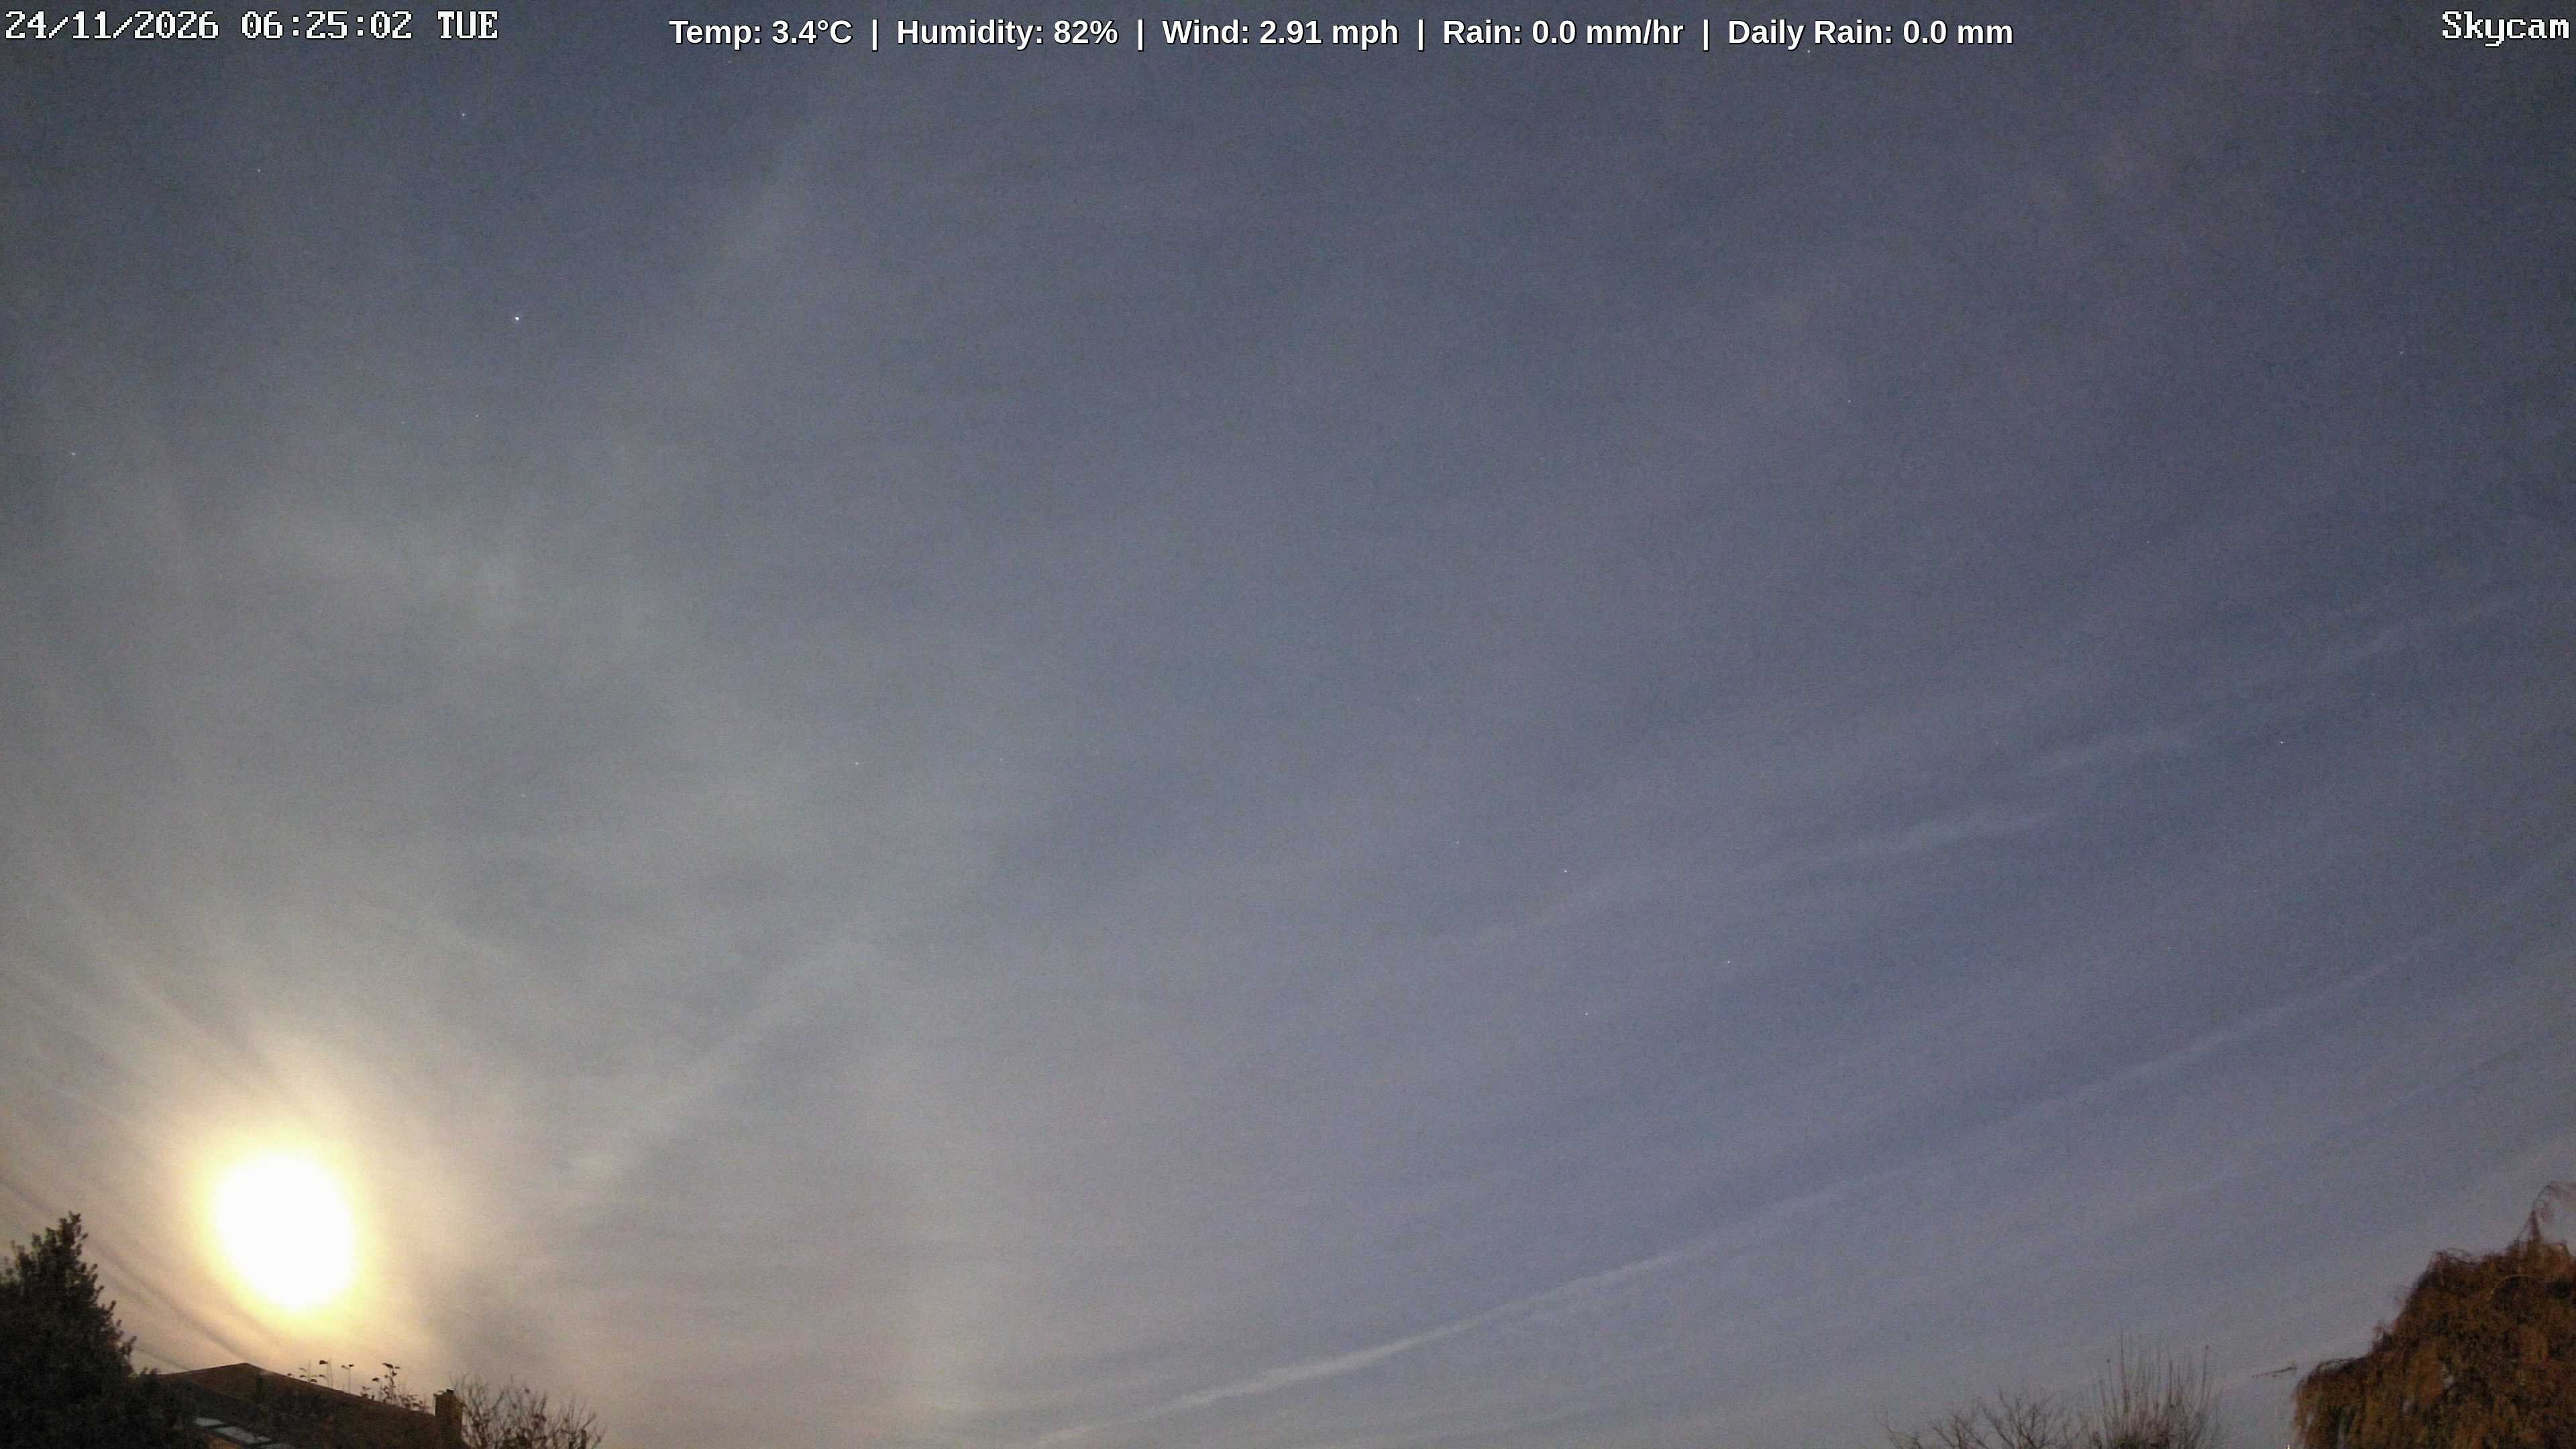 24/11/2026 06:25:02 TUE
Temp: 3.4°C | Humidity: 82% | Wind: 2.91 mph | Rain: 0.0 mm/hr | Daily Rain: 0.0 mm
Skycam